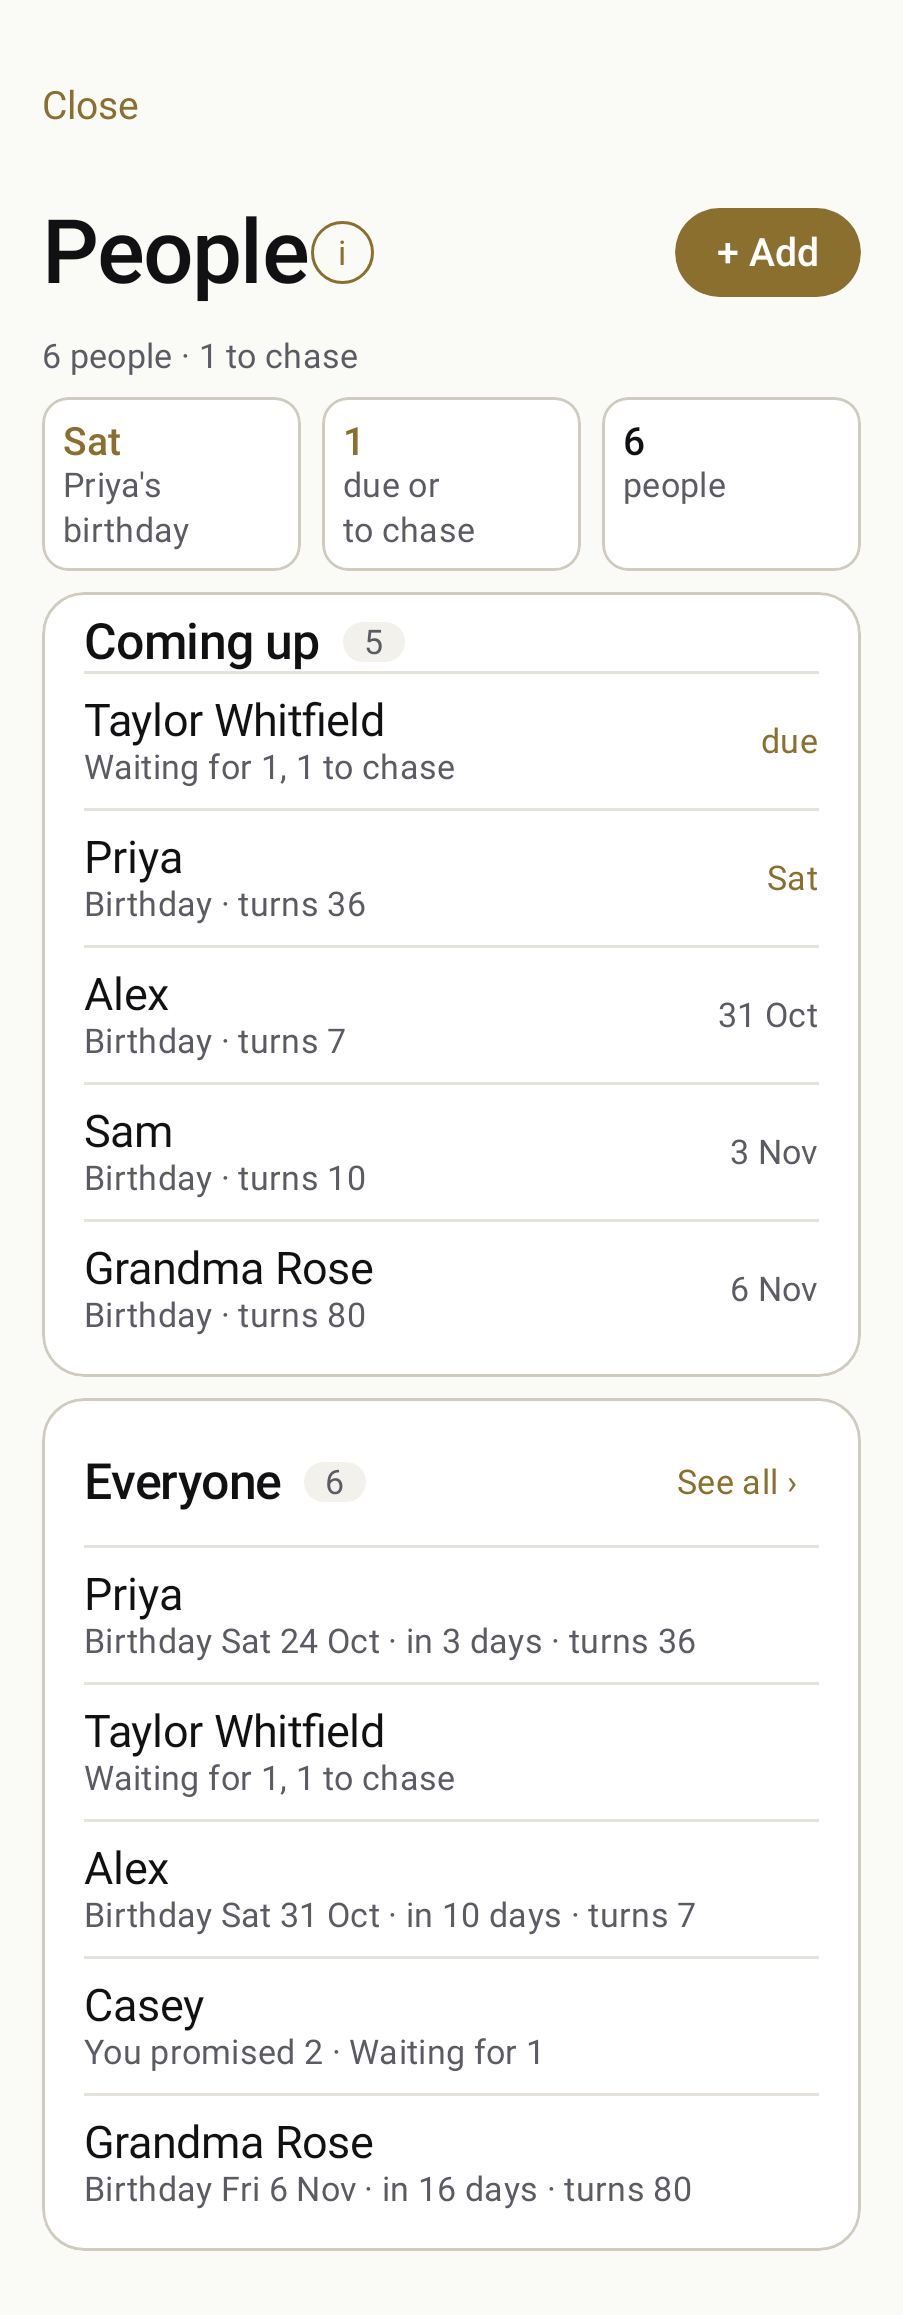 Close
People i
+ Add
6 people · 1 to chase
Sat
Priya's
birthday
1
due or
to chase
6
people
Coming up 5
Taylor Whitfield
Waiting for 1, 1 to chase
due
Priya
Birthday · turns 36
Sat
Alex
Birthday · turns 7
31 Oct
Sam
Birthday · turns 10
3 Nov
Grandma Rose
Birthday · turns 80
6 Nov
Everyone 6
See all ›
Priya
Birthday Sat 24 Oct · in 3 days · turns 36
Taylor Whitfield
Waiting for 1, 1 to chase
Alex
Birthday Sat 31 Oct · in 10 days · turns 7
Casey
You promised 2 · Waiting for 1
Grandma Rose
Birthday Fri 6 Nov · in 16 days · turns 80